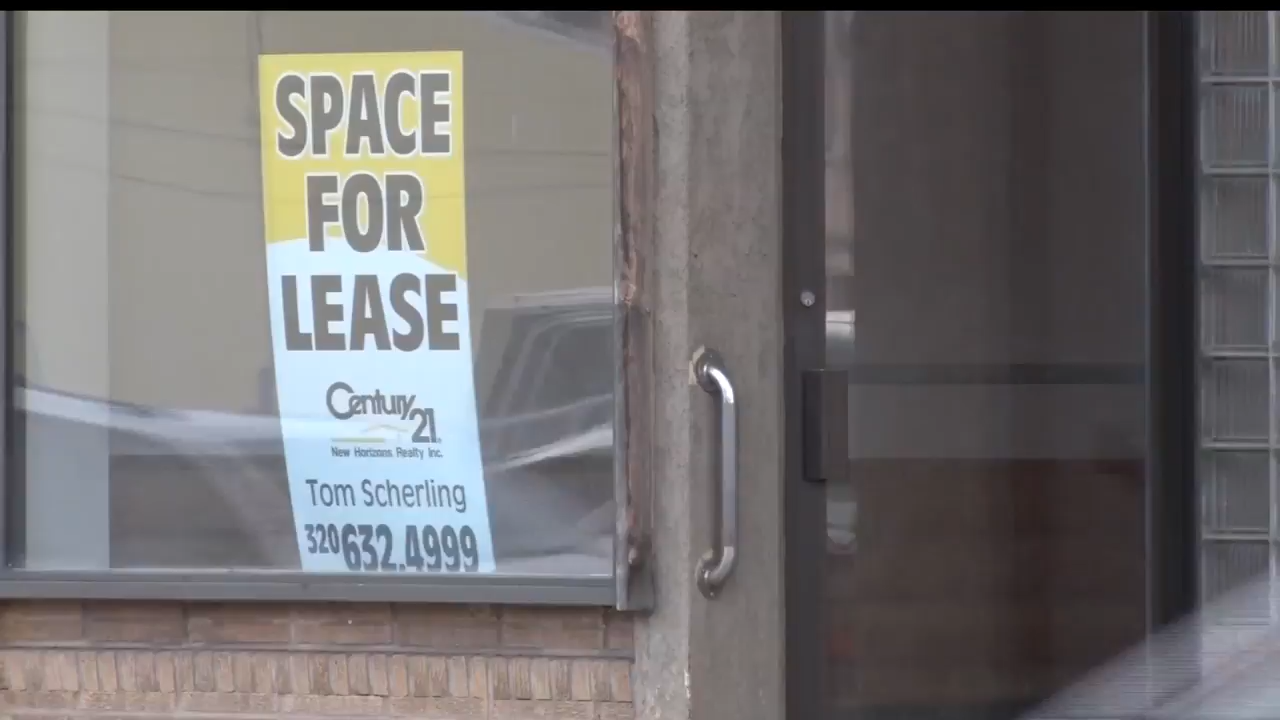 SPACE
FOR
LEASE
Century
21
New Horizons Realty Inc.
Tom Scherling
320 632.4999